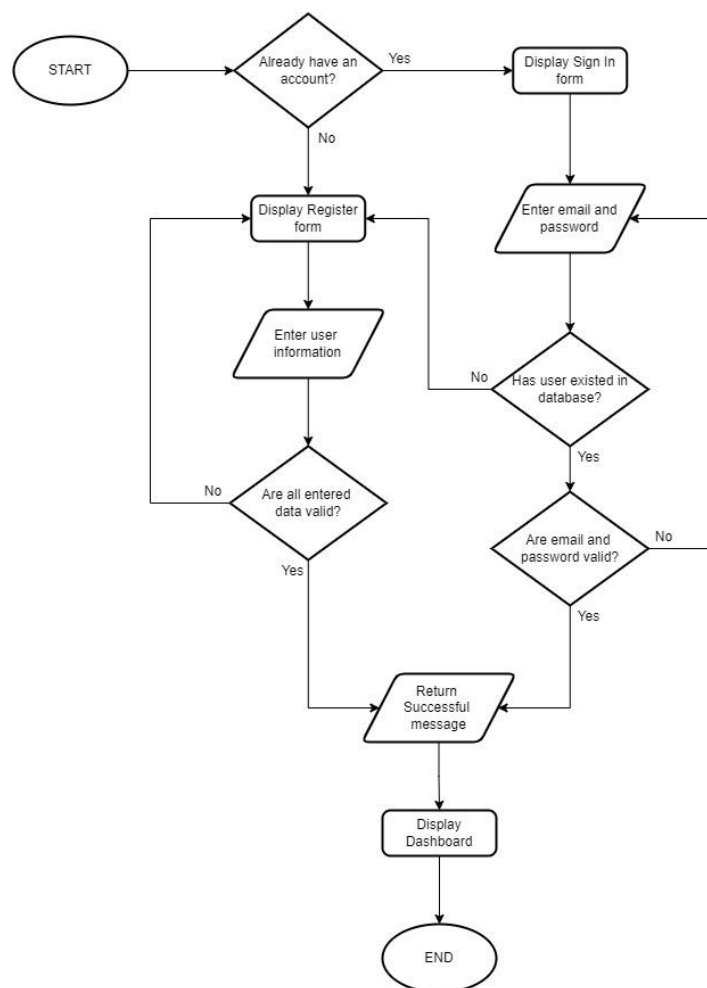 START
Already have an
account?
Yes
Display Sign In
form
No
Display Register
form
Enter email and
password
Enter user
information
No
Has user existed in
database?
Yes
No
Are all entered
data valid?
Yes
Are email and
password valid?
No
Yes
Return
Successful
message
Display
Dashboard
END